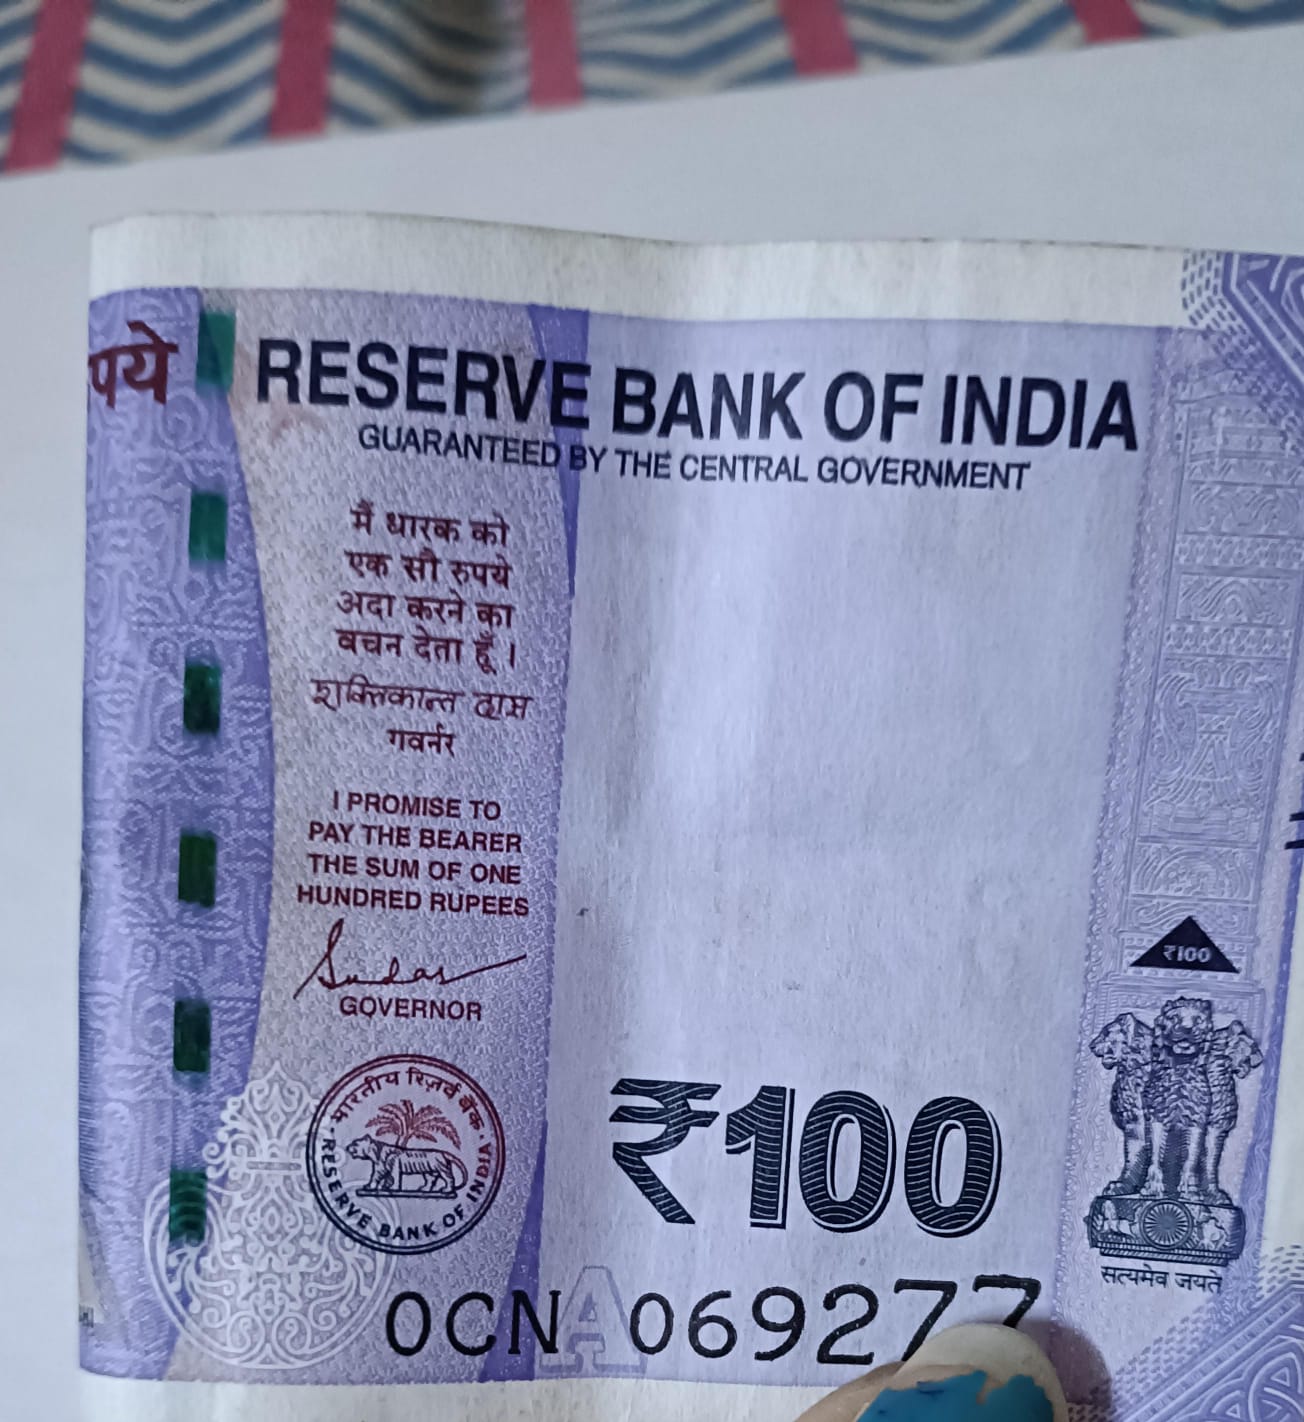 पये
RESERVE BANK OF INDIA
GUARANTEED BY THE CENTRAL GOVERNMENT
मैं धारक को
एक सौ रुपये
अदा करने का
वचन देता हूँ ।
शक्तिकान्त दास
गवर्नर
I PROMISE TO
PAY THE BEARER
THE SUM OF ONE
HUNDRED RUPEES
GOVERNOR
₹100
भारतीय रिज़र्व बैंक
RESERVE BANK OF INDIA
₹100
सत्यमेव जयते
0CN A 069277